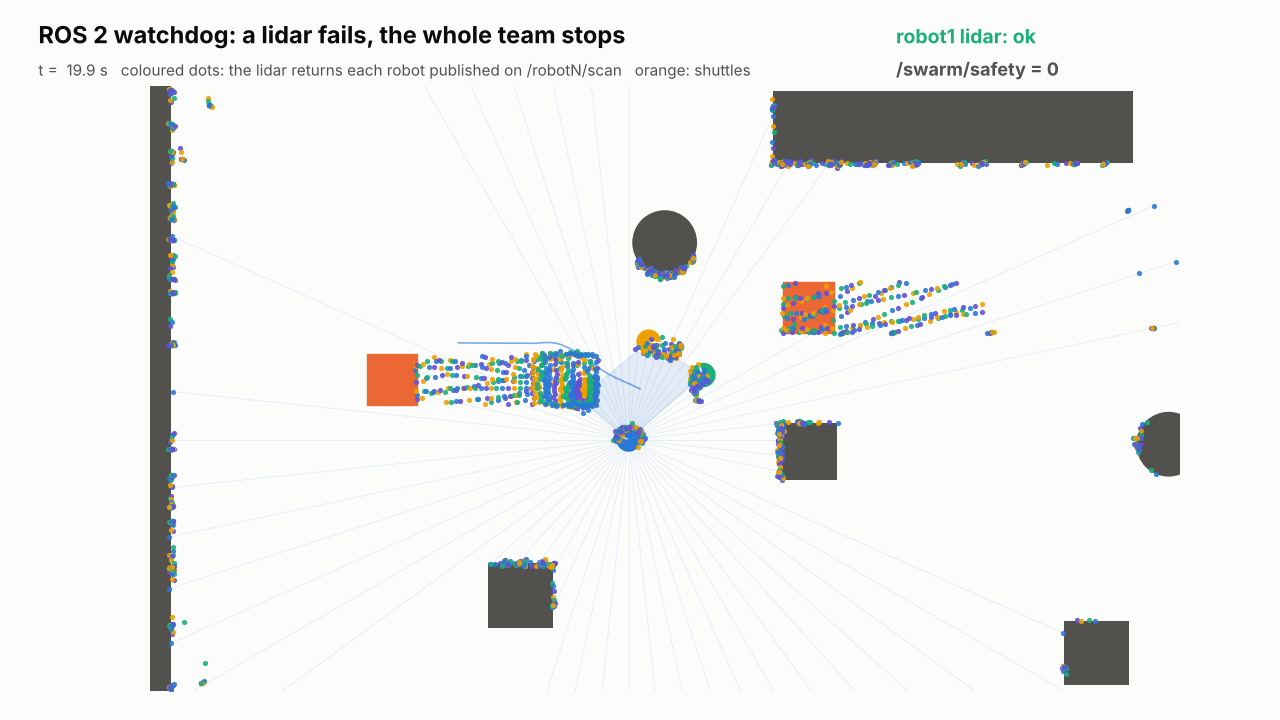 ROS 2 watchdog: a lidar fails, the whole team stops
robot1 lidar: ok
t =  19.9 s   coloured dots: the lidar returns each robot published on /robotN/scan   orange: shuttles
/swarm/safety = 0